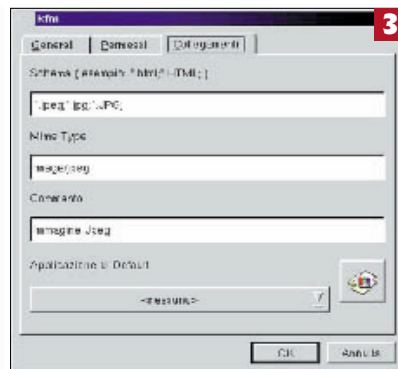 kfm
3
General Permessi Collegamenti
Schema ( esempio: *.html;*.HTML; )
*.jpeg;*.jpg;*.JPG;
Mime Type
image/jpeg
Commento
Immagine Jpeg
Applicazione di Default
<nessuna>
OK Annulla